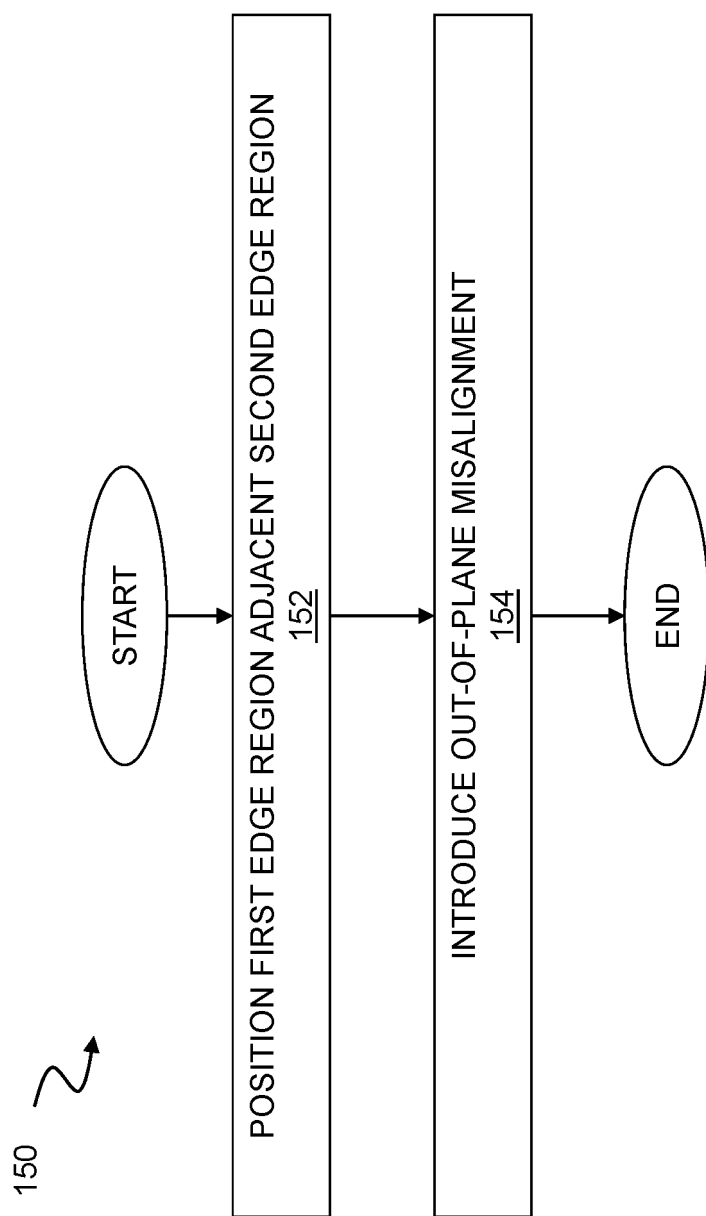 150
START
POSITION FIRST EDGE REGION ADJACENT SECOND EDGE REGION
152
INTRODUCE OUT-OF-PLANE MISALIGNMENT
154
END